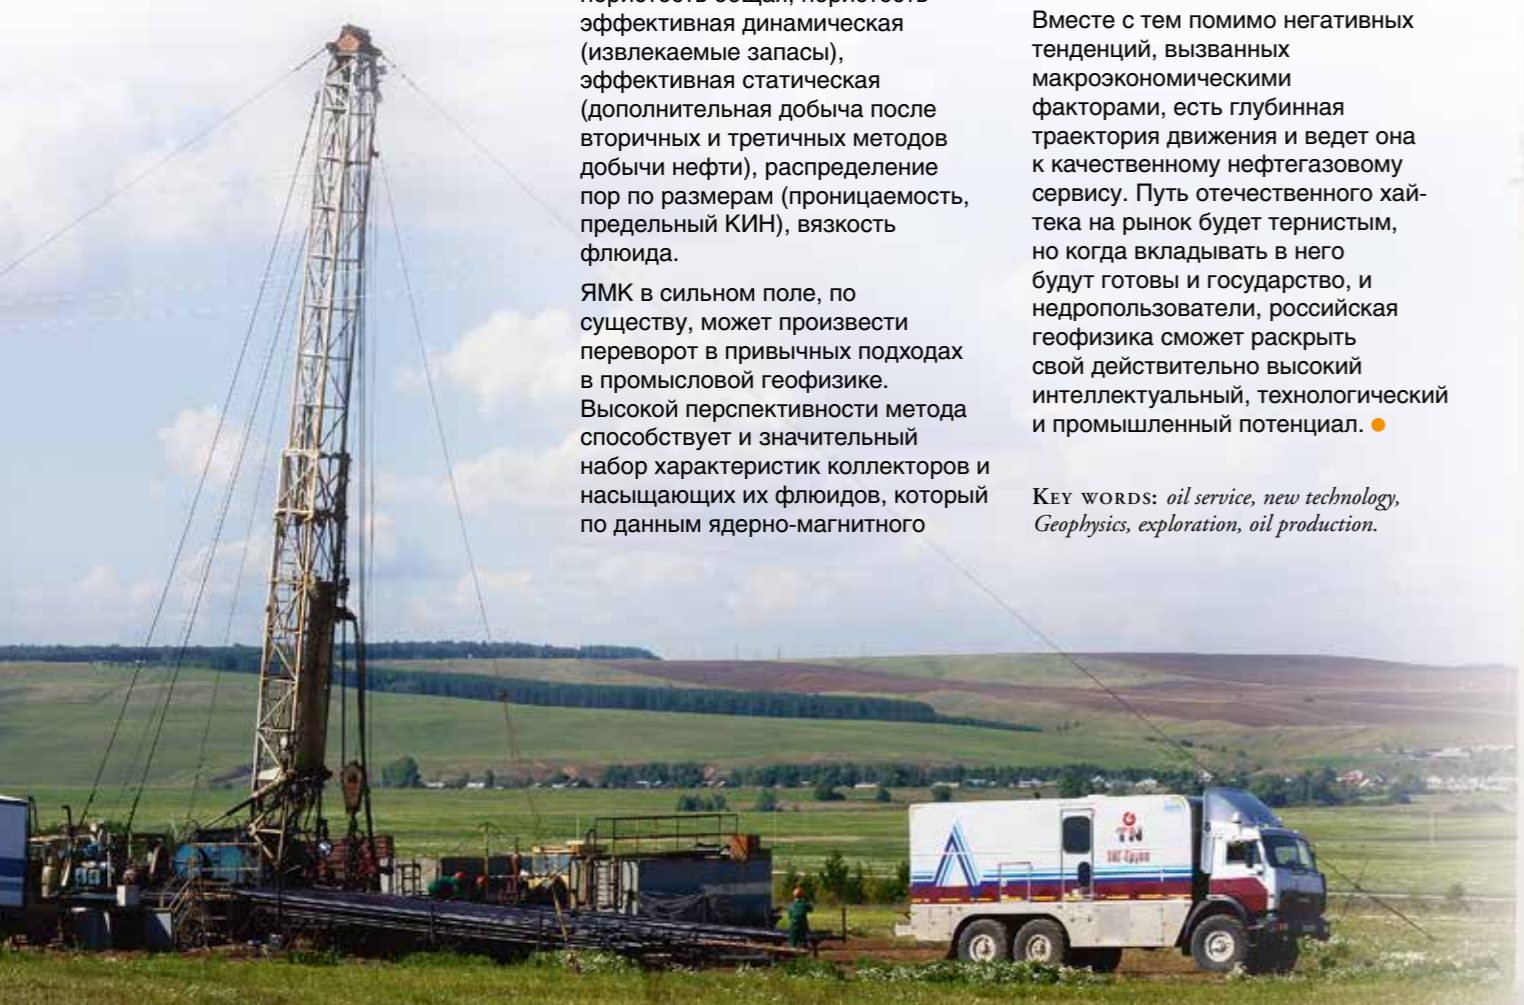 эффективная динамическая
(извлекаемые запасы),
эффективная статическая
(дополнительная добыча после
вторичных и третичных методов
добычи нефти), распределение
пор по размерам (проницаемость,
предельный КИН), вязкость
флюида.
ЯМК в сильном поле, по
существу, может произвести
переворот в привычных подходах
в промысловой геофизике.
Высокой перспективности метода
способствует и значительный
набор характеристик коллекторов и
насыщающих их флюидов, который
по данным ядерно-магнитного
Вместе с тем помимо негативных
тенденций, вызванных
макроэкономическими
факторами, есть глубинная
траектория движения и ведет она
к качественному нефтегазовому
сервису. Путь отечественного хай-
тека на рынок будет тернистым,
но когда вкладывать в него
будут готовы и государство, и
недропользователи, российская
геофизика сможет раскрыть
свой действительно высокий
интеллектуальный, технологический
и промышленный потенциал.
KEY WORDS: oil service, new technology,
Geophysics, exploration, oil production.
TN